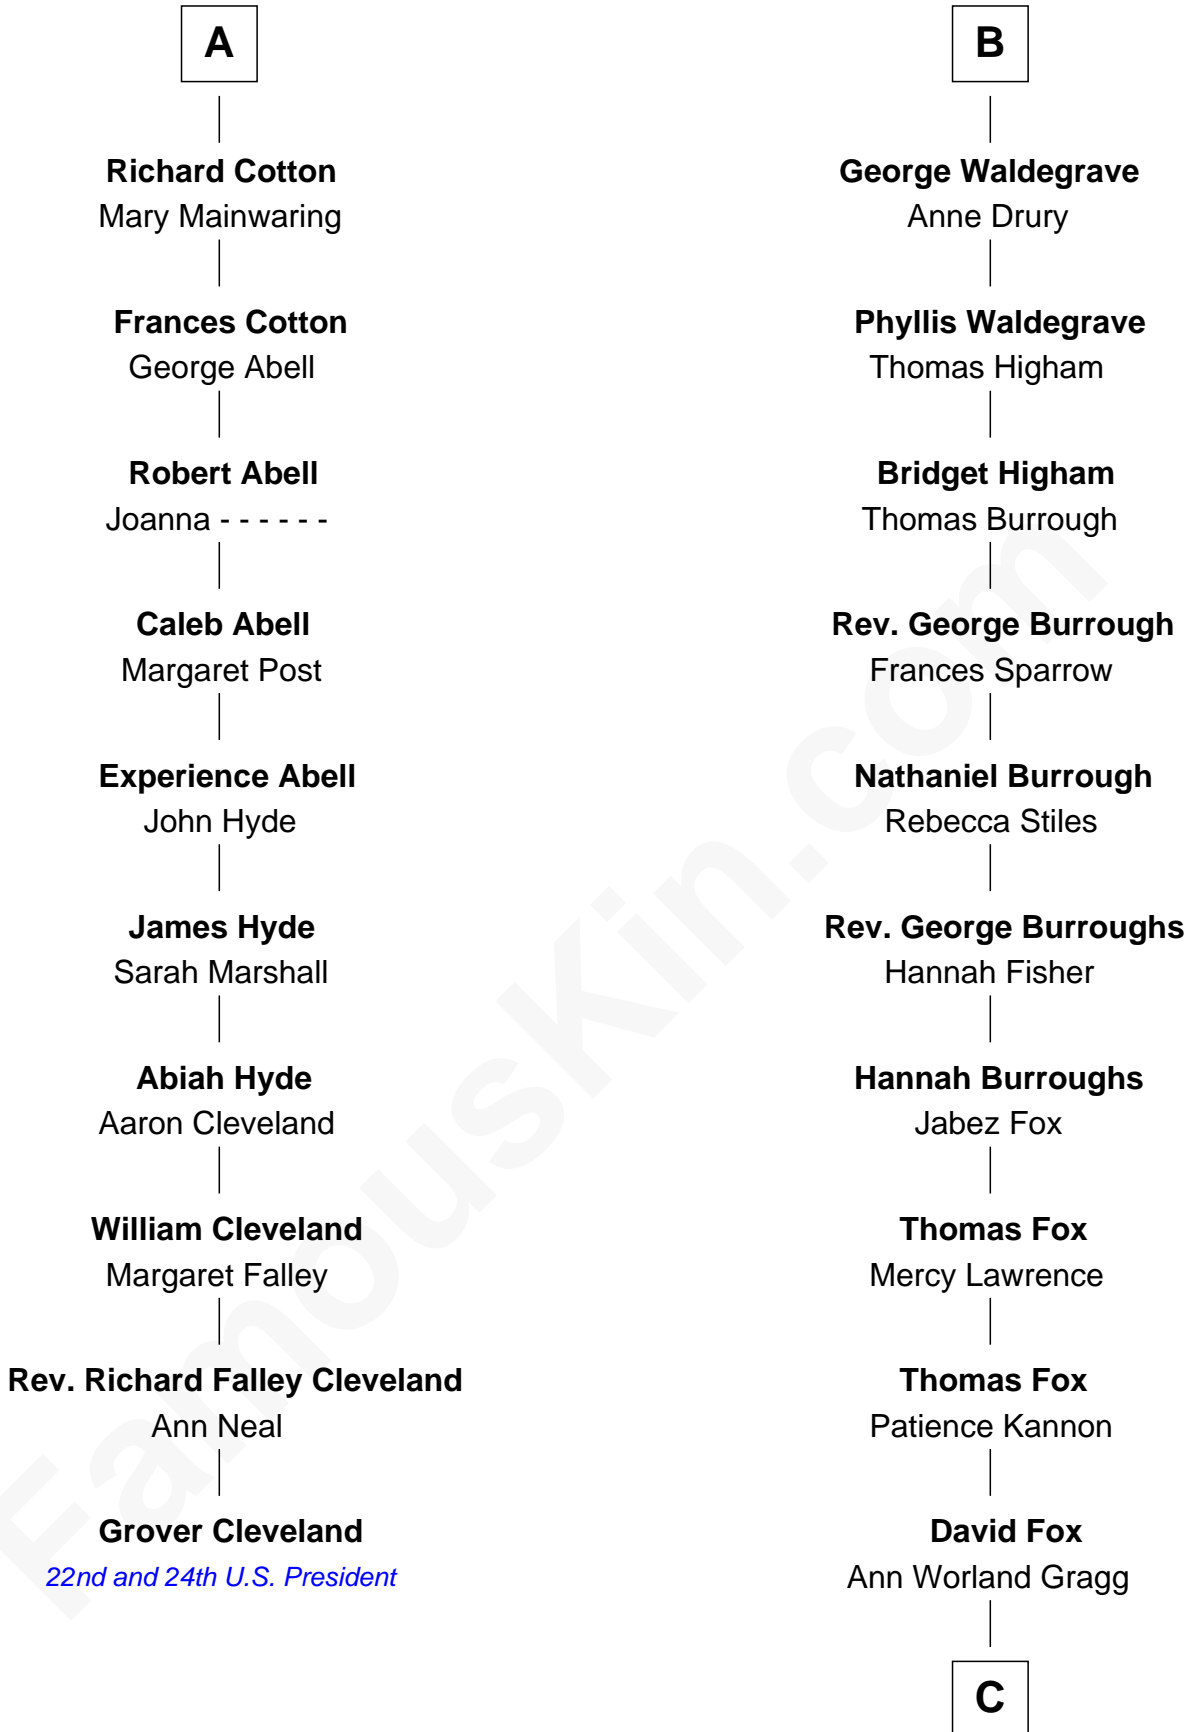 A
Richard Cotton
Mary Mainwaring
Frances Cotton
George Abell
Robert Abell
Joanna - - - - - -
Caleb Abell
Margaret Post
Experience Abell
John Hyde
James Hyde
Sarah Marshall
Abiah Hyde
Aaron Cleveland
William Cleveland
Margaret Falley
Rev. Richard Falley Cleveland
Ann Neal
Grover Cleveland
22nd and 24th U.S. President
B
George Waldegrave
Anne Drury
Phyllis Waldegrave
Thomas Higham
Bridget Higham
Thomas Burrough
Rev. George Burrough
Frances Sparrow
Nathaniel Burrough
Rebecca Stiles
Rev. George Burroughs
Hannah Fisher
Hannah Burroughs
Jabez Fox
Thomas Fox
Mercy Lawrence
Thomas Fox
Patience Kannon
David Fox
Ann Worland Gragg
C
FamousKin.com